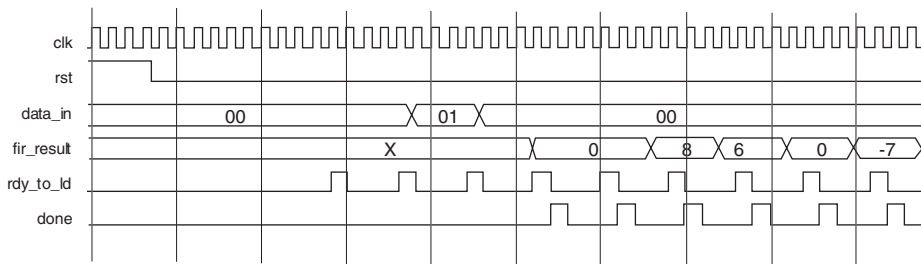 clk
rst
data_in 00 01 00
fir_result X 0 8 6 0 -7
rdy_to_ld
done